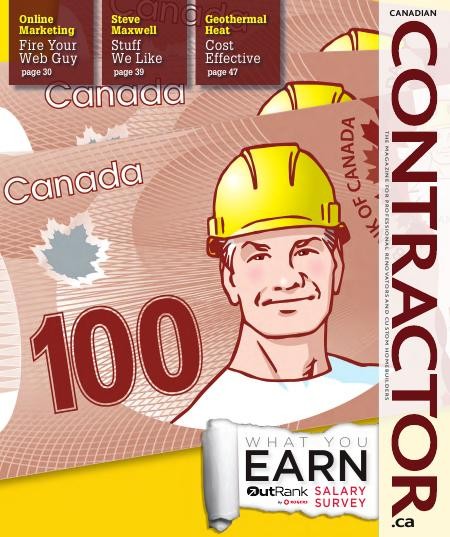 Online
Marketing
Fire Your
Web Guy
page 30
Steve
Maxwell
Stuff
We Like
page 39
Geothermal
Heat
Cost
Effective
page 47
CANADIAN
CONTRACTOR
.ca
THE MAGAZINE FOR PROFESSIONAL RENOVATORS AND CUSTOM HOMEBUILDERS
Canada
Canada
K OF CANADA
100
WHAT YOU
EARN
OutRank SALARY
by ROGERS SURVEY